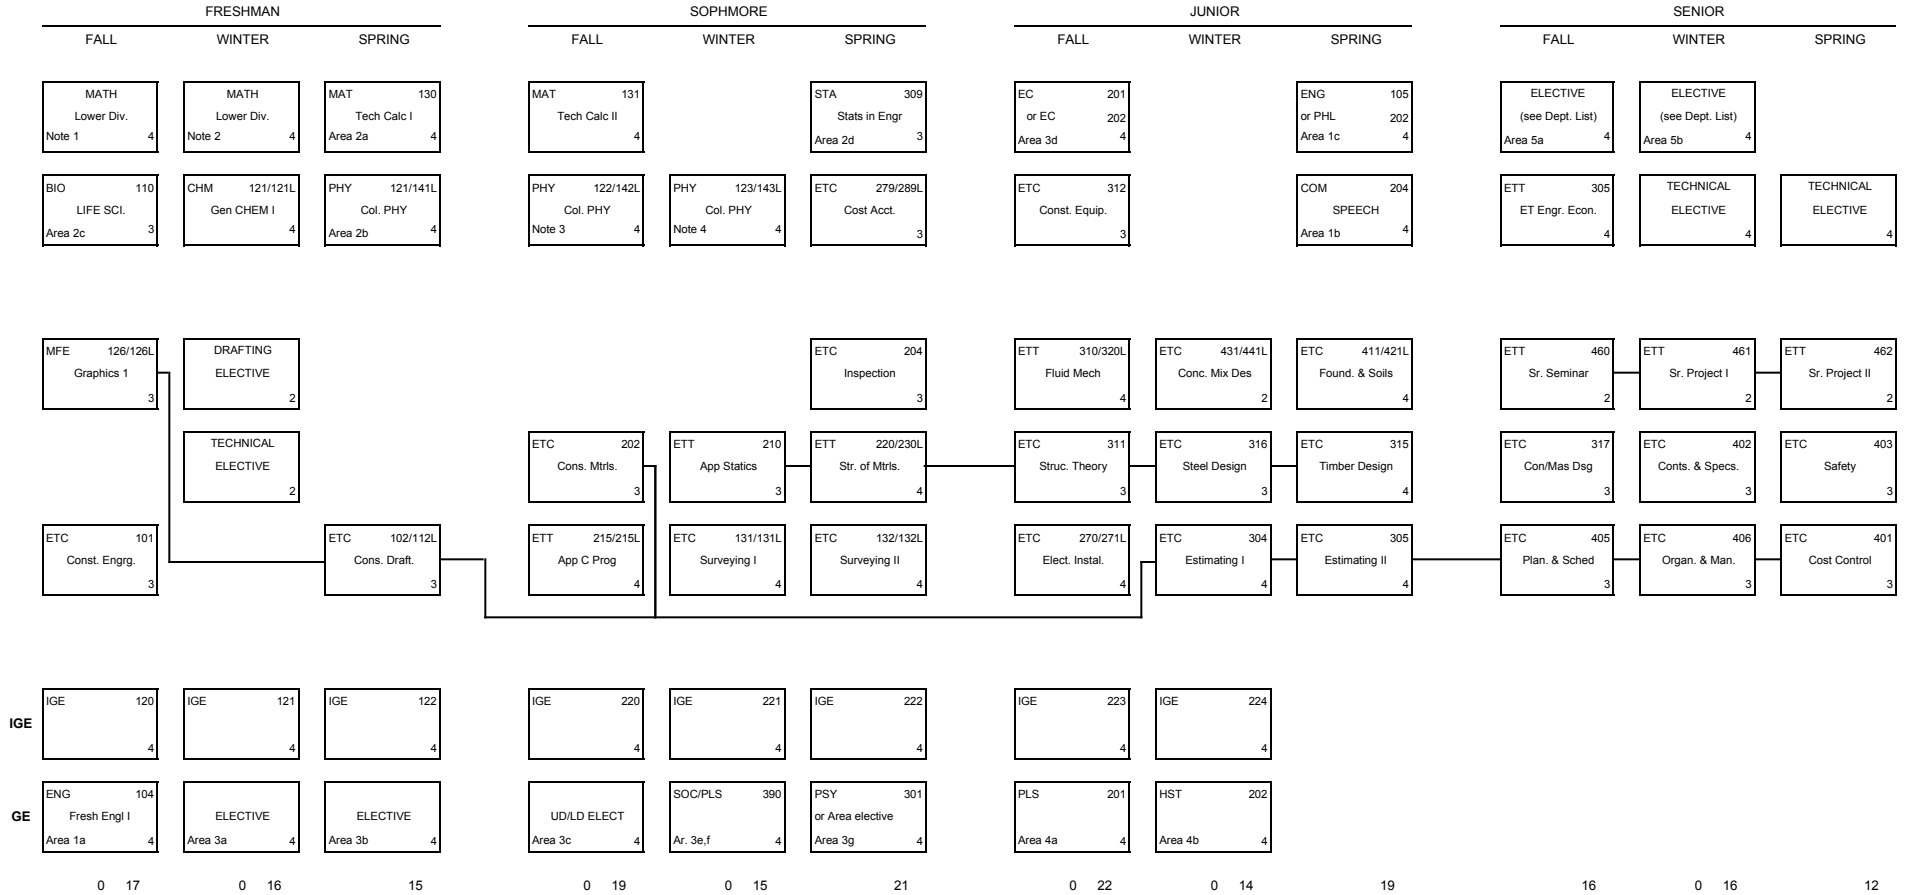 FRESHMAN SOPHMORE JUNIOR SENIOR
FALL WINTER SPRING FALL WINTER SPRING FALL WINTER SPRING FALL WINTER SPRING
MATH MATH MAT 130 MAT 131 STA 309 EC 201 ENG 105 ELECTIVE ELECTIVE
Lower Div. Lower Div. Tech Calc I Tech Calc II Stats in Engr or EC 202 or PHL 202 (see Dept. List) (see Dept. List)
Note 1 4 Note 2 4 Area 2a 4 4 Area 2d 3 Area 3d 4 Area 1c 4 Area 5a 4 Area 5b 4
BIO 110 CHM 121/121L PHY 121/141L PHY 122/142L PHY 123/143L ETC 279/289L ETC 312 COM 204 ETT 305 TECHNICAL TECHNICAL
LIFE SCI. Gen CHEM I Col. PHY Col. PHY Col. PHY Cost Acct. Const. Equip. SPEECH ET Engr. Econ. ELECTIVE ELECTIVE
Area 2c 3 4 Area 2b 4 Note 3 4 Note 4 4 3 3 Area 1b 4 4 4 4
MFE 126/126L DRAFTING ETC 204 ETT 310/320L ETC 431/441L ETC 411/421L ETT 460 ETT 461 ETT 462
Graphics 1 ELECTIVE Inspection Fluid Mech Conc. Mix Des Found. & Soils Sr. Seminar Sr. Project I Sr. Project II
3 2 3 4 2 4 2 2 2
TECHNICAL ETC 202 ETT 210 ETT 220/230L ETC 311 ETC 316 ETC 315 ETC 317 ETC 402 ETC 403
ELECTIVE Cons. Mtrls. App Statics Str. of Mtrls. Struc. Theory Steel Design Timber Design Con/Mas Dsg Conts. & Specs. Safety
2 3 3 4 3 3 4 3 3 3
ETC 101 ETC 102/112L ETT 215/215L ETC 131/131L ETC 132/132L ETC 270/271L ETC 304 ETC 305 ETC 405 ETC 406 ETC 401
Const. Engrg. Cons. Draft. App C Prog Surveying I Surveying II Elect. Instal. Estimating I Estimating II Plan. & Sched Organ. & Man. Cost Control
3 3 4 4 4 4 4 4 3 3 3
IGE 120 IGE 121 IGE 122 IGE 220 IGE 221 IGE 222 IGE 223 IGE 224
IGE
4 4 4 4 4 4 4 4
ENG 104 SOC/PLS 390 PSY 301 PLS 201 HST 202
GE Fresh Engl I ELECTIVE ELECTIVE UD/LD ELECT or Area elective
Area 1a 4 Area 3a 4 Area 3b 4 Area 3c 4 Ar. 3e,f 4 Area 3g 4 Area 4a 4 Area 4b 4
0 17 0 16 15 0 19 0 15 21 0 22 0 14 19 16 0 16 12